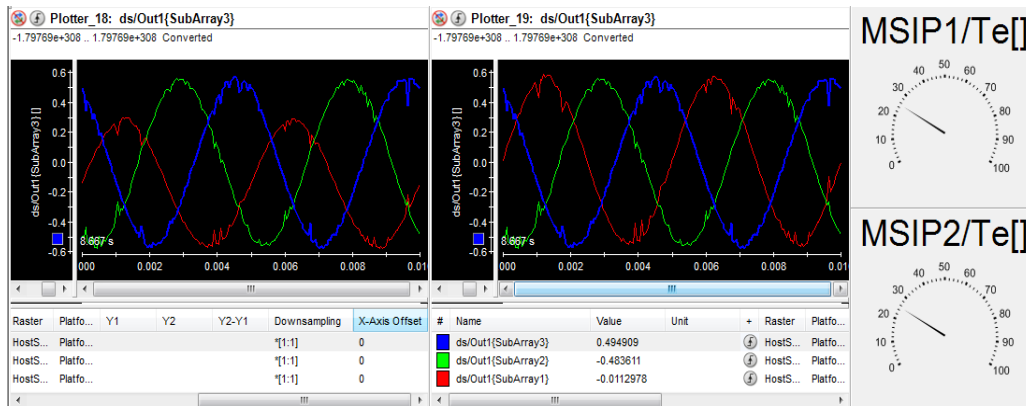 Plotter_18: ds/Out1{SubArray3}
-1.79769e+308 .. 1.79769e+308 Converted
ds/Out1{SubArray3} []
0.6
0.4
0.2
0.0
-0.2
-0.4
-0.6
8.667 s
000 0.002 0.004 0.006 0.008 0.01
Raster Platfo... Y1 Y2 Y2-Y1 Downsampling X-Axis Offset
HostS... Platfo... *[1:1] 0
HostS... Platfo... *[1:1] 0
HostS... Platfo... *[1:1] 0
Plotter_19: ds/Out1{SubArray3}
-1.79769e+308 .. 1.79769e+308 Converted
ds/Out1{SubArray3} []
0.6
0.4
0.2
0.0
-0.2
-0.4
-0.6
8.667 s
000 0.002 0.004 0.006 0.008 0.01
# Name Value Unit + Raster Platfo...
ds/Out1{SubArray3} 0.494909 HostS... Platfo...
ds/Out1{SubArray2} -0.483611 HostS... Platfo...
ds/Out1{SubArray1} -0.0112978 HostS... Platfo...
MSIP1/Te[]
0 10 20 30 40 50 60 70 80 90 100
MSIP2/Te[]
0 10 20 30 40 50 60 70 80 90 100